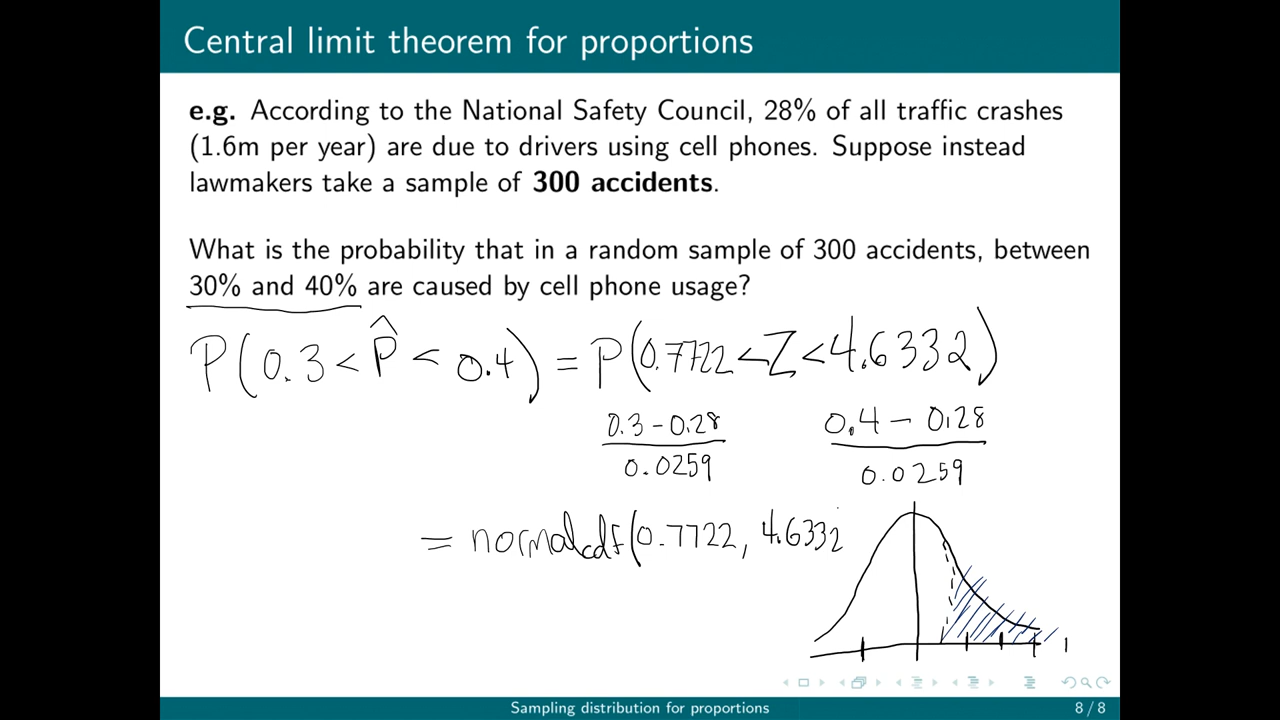 Central limit theorem for proportions
e.g. According to the National Safety Council, 28% of all traffic crashes
(1.6m per year) are due to drivers using cell phones. Suppose instead
lawmakers take a sample of 300 accidents.
What is the probability that in a random sample of 300 accidents, between
30% and 40% are caused by cell phone usage?
P(0.3 < P̂ < 0.4) = P(0.7722 < Z < 4.6332)
0.3 - 0.28
0.0259
0.4 - 0.28
0.0259
= normalcdf(0.7722, 4.6332
Sampling distribution for proportions 8 / 8